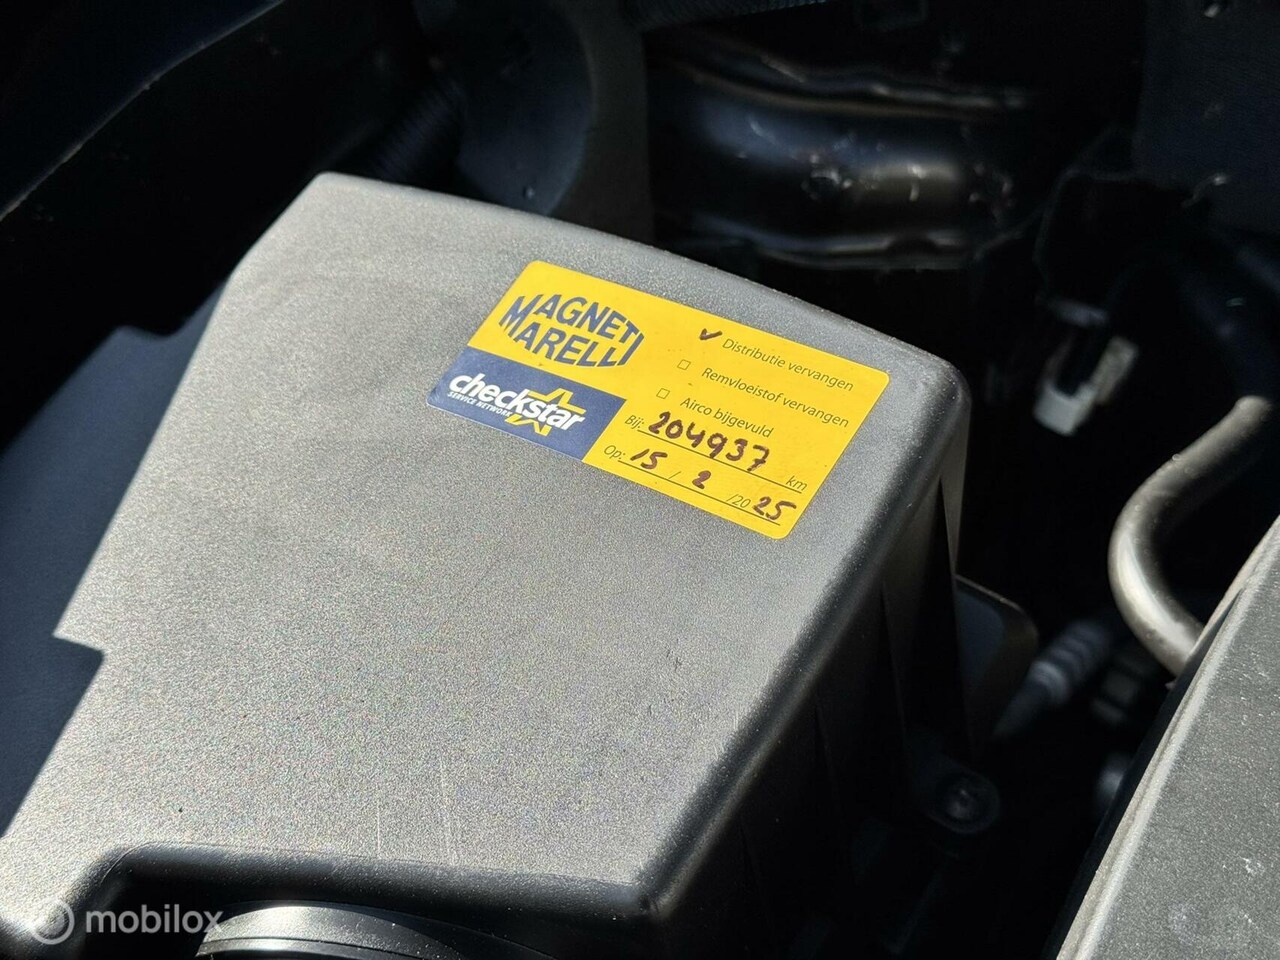 MAGNETI
MARELLI
checkstar
SERVICE NETWORK
✓ Distributie vervangen
☐ Remvloeistof vervangen
☐ Airco bijgevuld
Bij: 204937 km
Op: 15 / 2 /20 25
mobilox